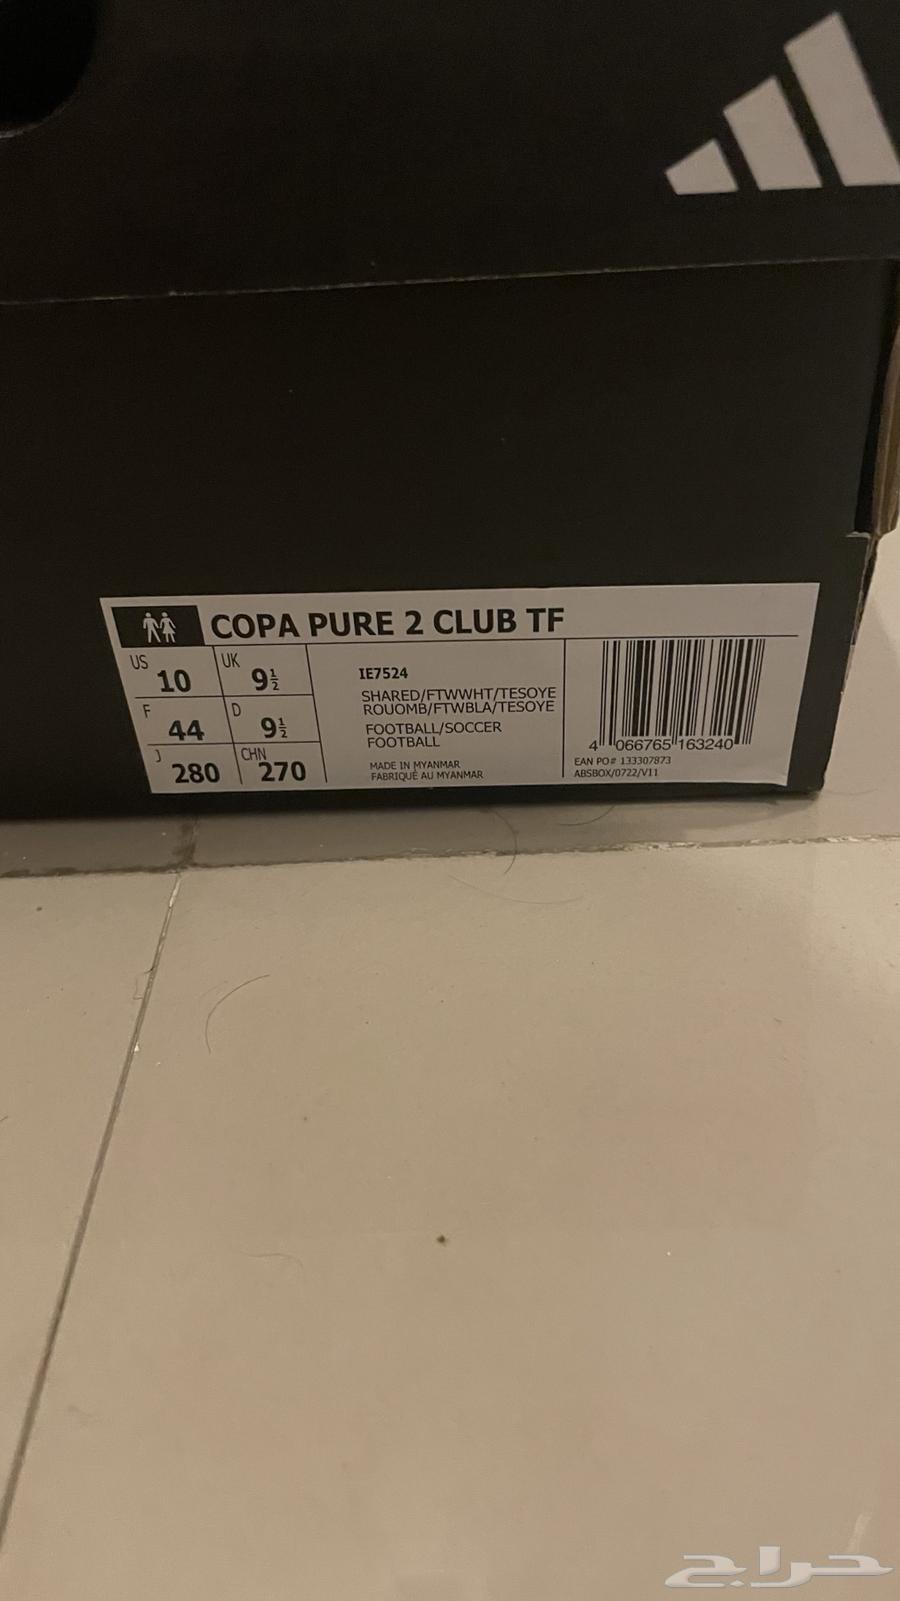 COPA PURE 2 CLUB TF
US 10 UK 9½
F 44 D 9½
J 280 CHN 270
IE7524
SHARED/FTWWHT/TESOYE
ROUOMB/FTWBLA/TESOYE
FOOTBALL/SOCCER
FOOTBALL
MADE IN MYANMAR
FABRIQUÉ AU MYANMAR
4 066765 163240
EAN PO# 133307873
ABSBOX/0722/V11
حراج